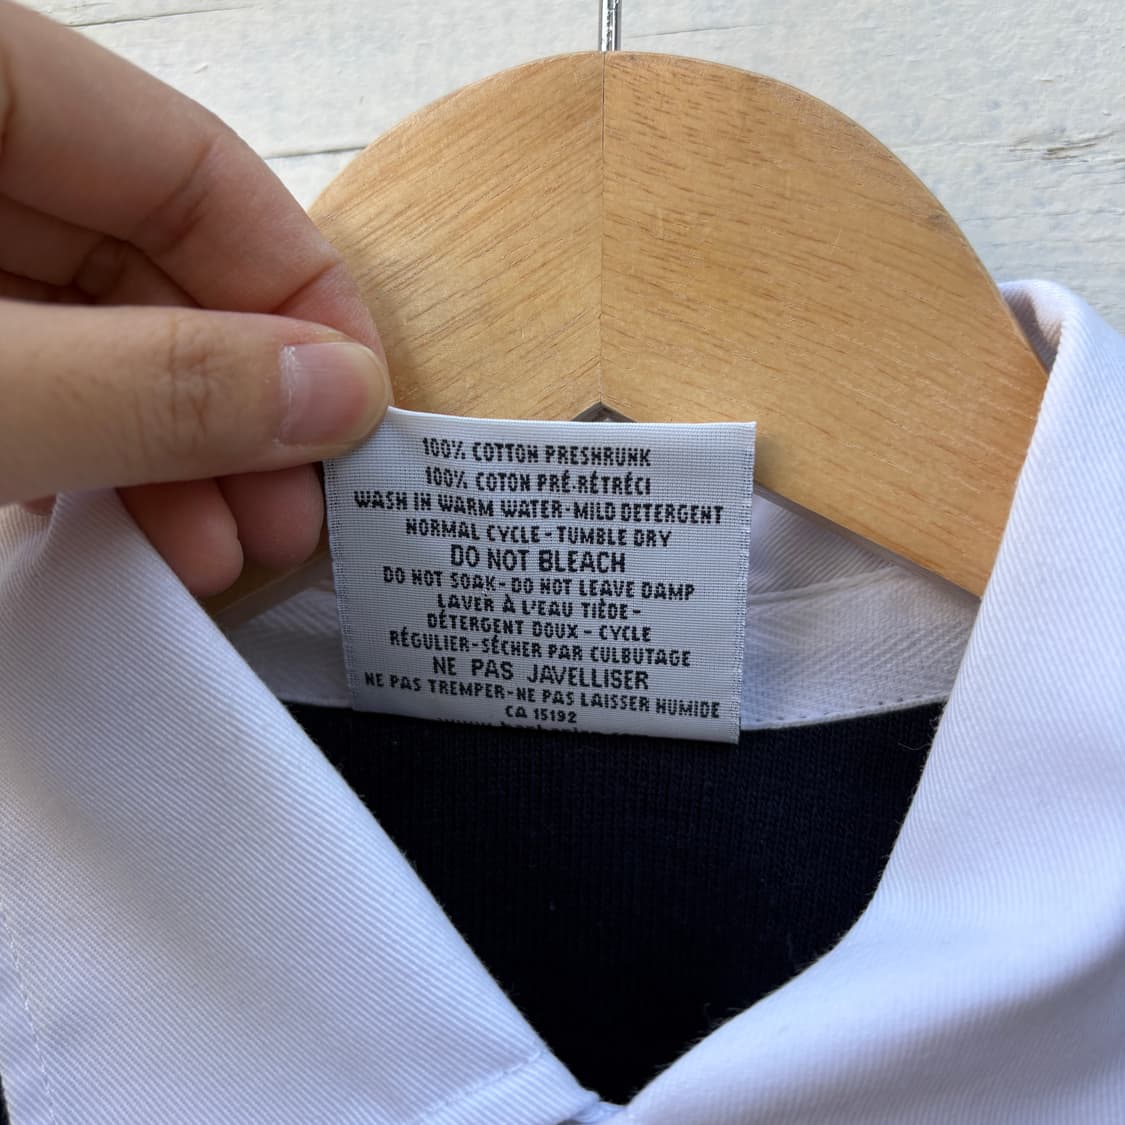 100% COTTON PRESHRUNK
100% COTON PRÉ-RÉTRÉCI
WASH IN WARM WATER-MILD DETERGENT
NORMAL CYCLE-TUMBLE DRY
DO NOT BLEACH
DO NOT SOAK-DO NOT LEAVE DAMP
LAVER À L'EAU TIÈDE-
DÉTERGENT DOUX-CYCLE
RÉGULIER-SÉCHER PAR CULBUTAGE
NE PAS JAVELLISER
NE PAS TREMPER-NE PAS LAISSER HUMIDE
CA 15192